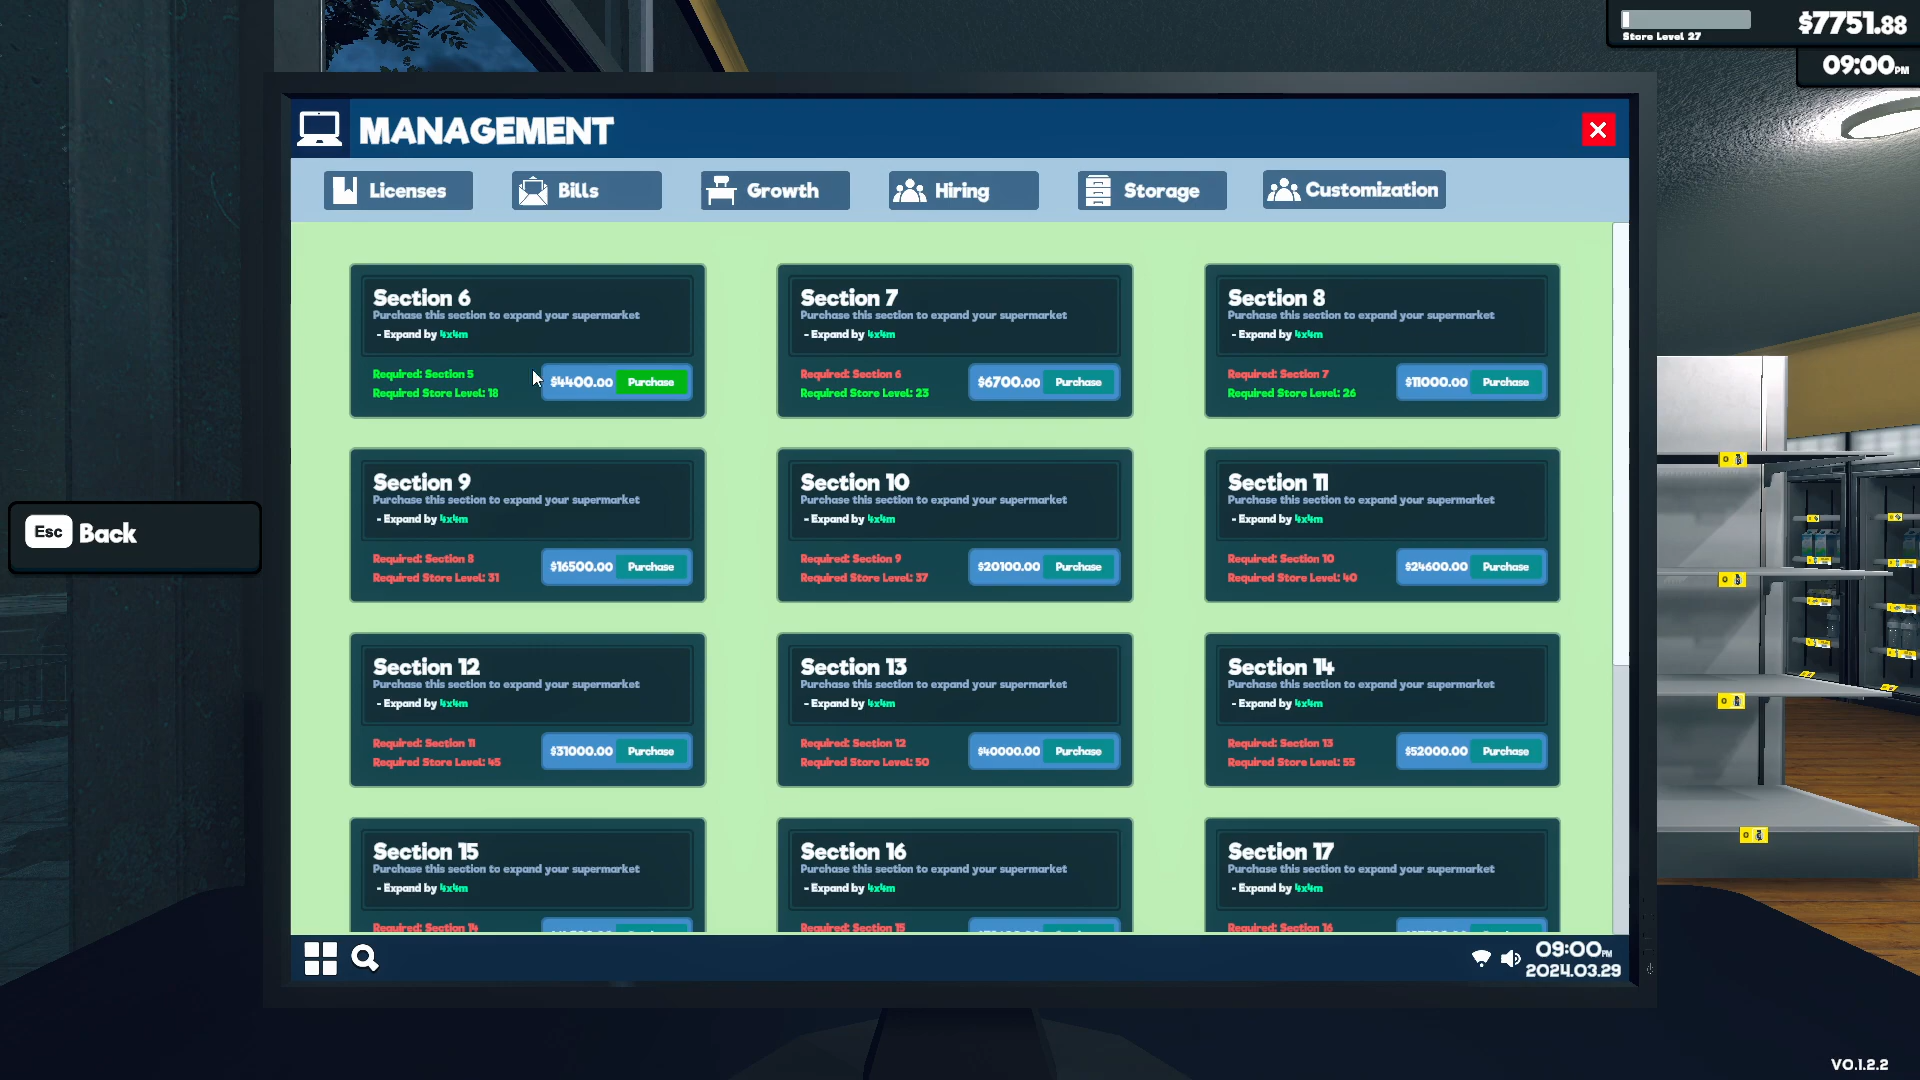 $7751.88
Store Level 27
09:00PM
MANAGEMENT
Licenses
Bills
Growth
Hiring
Storage
Customization
Section 6
Purchase this section to expand your supermarket
- Expand by 4x4m
Required: Section 5
Required Store Level: 18
$4400.00 Purchase
Section 7
Purchase this section to expand your supermarket
- Expand by 4x4m
Required: Section 6
Required Store Level: 23
$6700.00 Purchase
Section 8
Purchase this section to expand your supermarket
- Expand by 4x4m
Required: Section 7
Required Store Level: 26
$11000.00 Purchase
Section 9
Purchase this section to expand your supermarket
- Expand by 4x4m
Required: Section 8
Required Store Level: 31
$16500.00 Purchase
Section 10
Purchase this section to expand your supermarket
- Expand by 4x4m
Required: Section 9
Required Store Level: 37
$20100.00 Purchase
Section 11
Purchase this section to expand your supermarket
- Expand by 4x4m
Required: Section 10
Required Store Level: 40
$24600.00 Purchase
Esc Back
Section 12
Purchase this section to expand your supermarket
- Expand by 4x4m
Required: Section 11
Required Store Level: 45
$31000.00 Purchase
Section 13
Purchase this section to expand your supermarket
- Expand by 4x4m
Required: Section 12
Required Store Level: 50
$40000.00 Purchase
Section 14
Purchase this section to expand your supermarket
- Expand by 4x4m
Required: Section 13
Required Store Level: 55
$52000.00 Purchase
Section 15
Purchase this section to expand your supermarket
- Expand by 4x4m
Required: Section 14
Section 16
Purchase this section to expand your supermarket
- Expand by 4x4m
Required: Section 15
Section 17
Purchase this section to expand your supermarket
- Expand by 4x4m
Required: Section 16
09:00PM
2024.03.29
V0.1.2.2